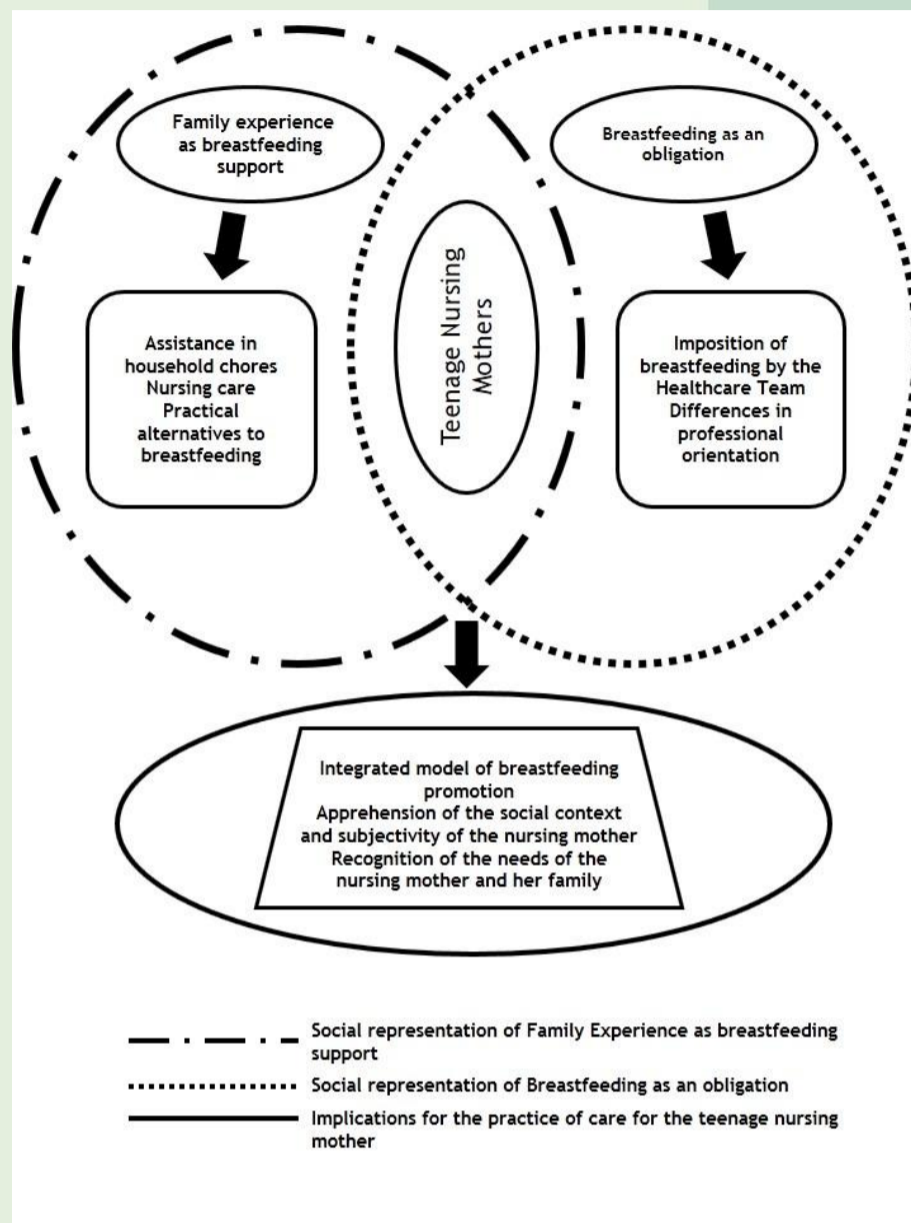 Family experience
as breastfeeding
support
Breastfeeding as an
obligation
Teenage Nursing
Mothers
Assistance in
household chores
Nursing care
Practical
alternatives to
breastfeeding
Imposition of
breastfeeding by the
Healthcare Team
Differences in
professional
orientation
Integrated model of breastfeeding
promotion
Apprehension of the social context
and subjectivity of the nursing mother
Recognition of the needs of the
nursing mother and her family
Social representation of Family Experience as breastfeeding
support
Social representation of Breastfeeding as an obligation
Implications for the practice of care for the teenage nursing
mother